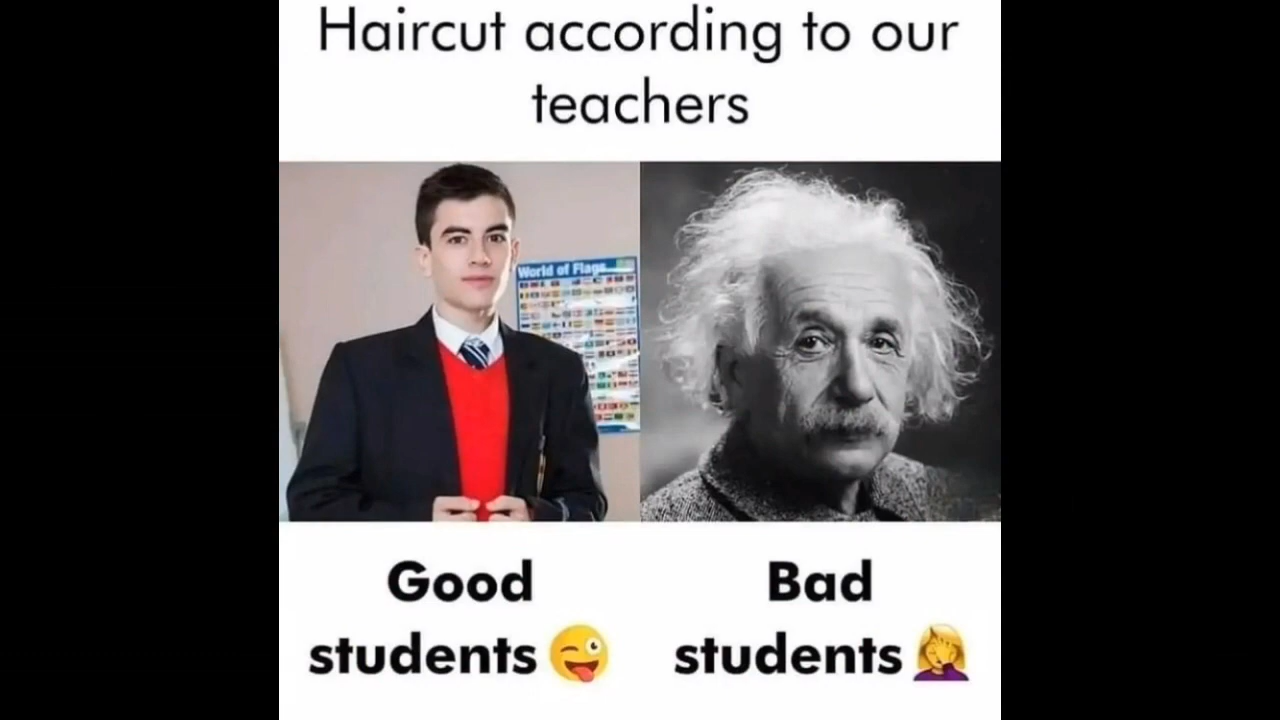 Haircut according to our
teachers
World of Flags
Good
students😜
Bad
students🤦‍♀️